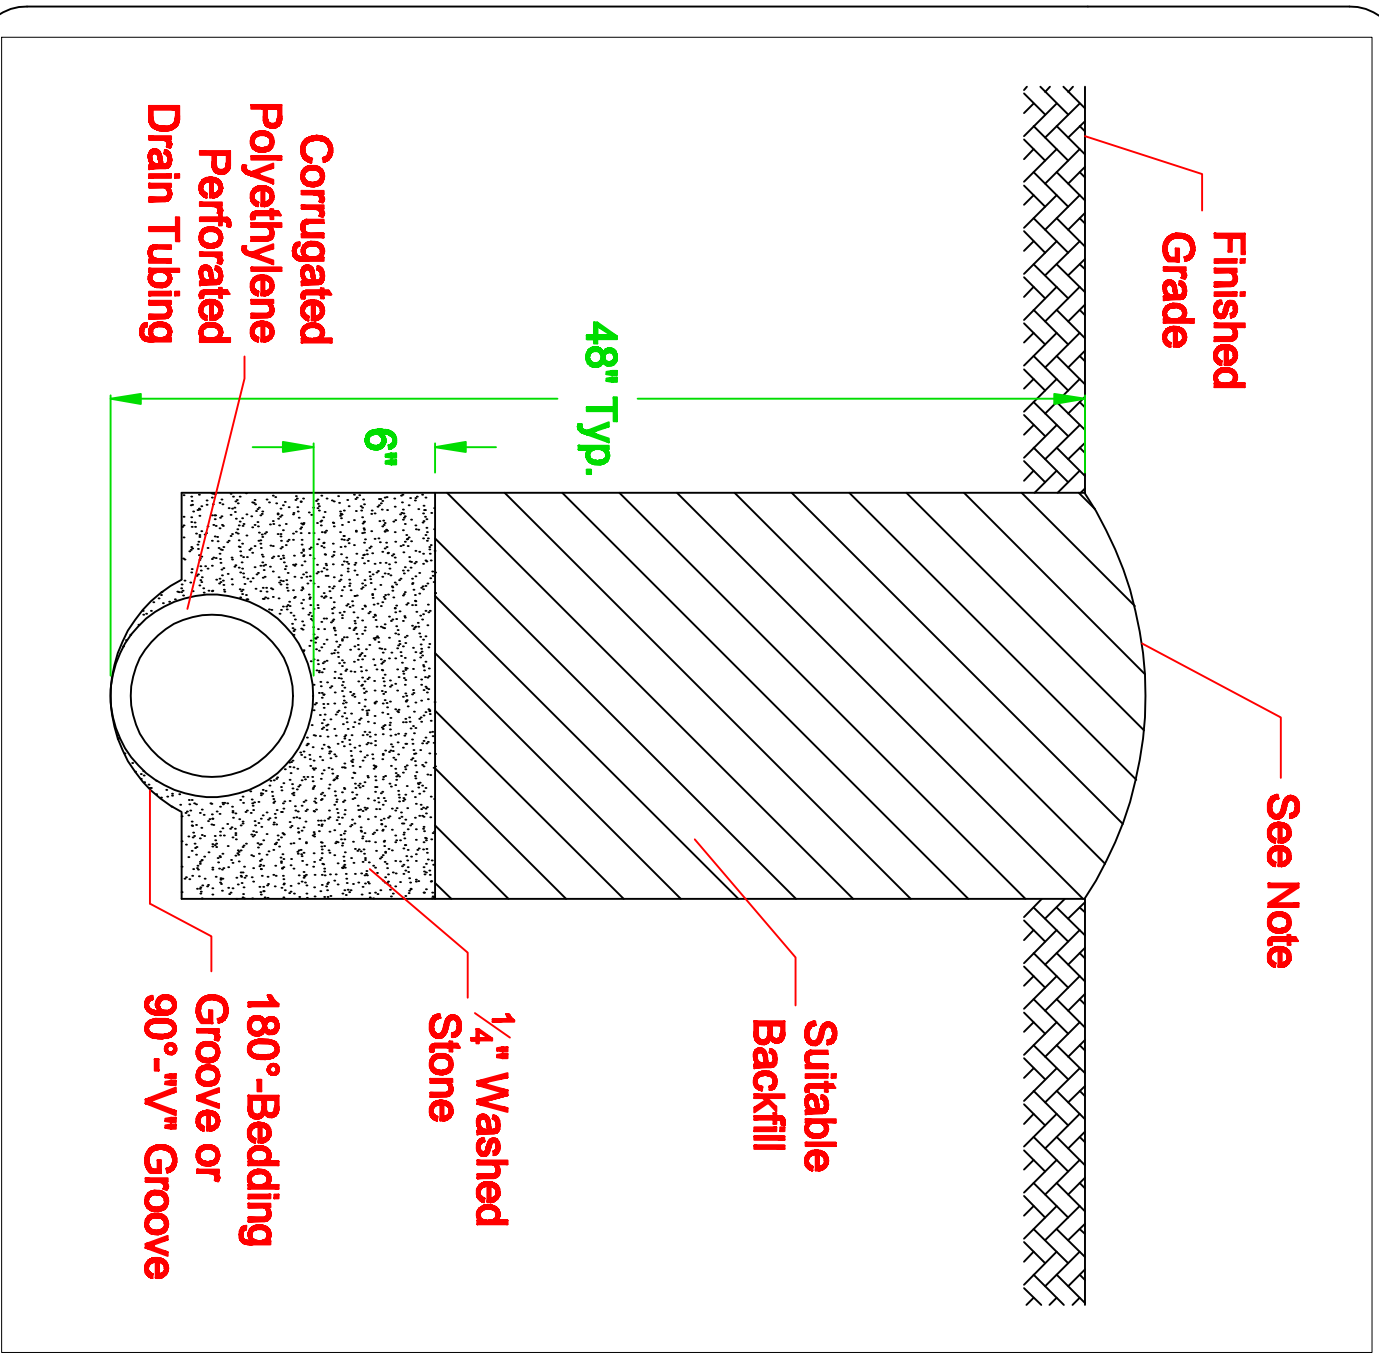 Finished
Grade
See Note
48" Typ.
6"
Suitable
Backfill
1/4" Washed
Stone
Corrugated
Polyethylene
Perforated
Drain Tubing
180°-Bedding
Groove or
90°-"V" Groove